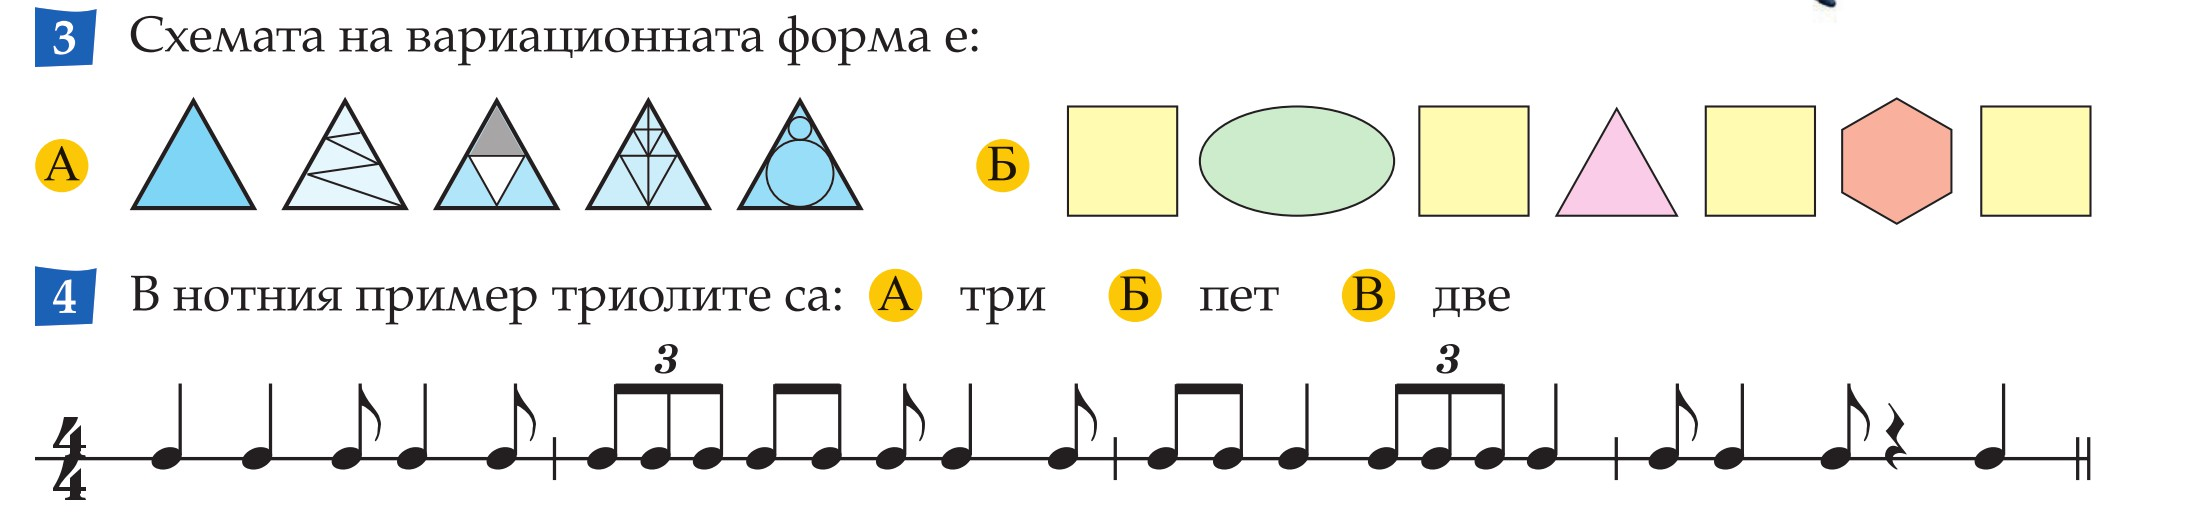 3 Схемата на вариационната форма е:
А Б
4 В нотния пример триолите са: А три Б пет В две
3 3
4
4